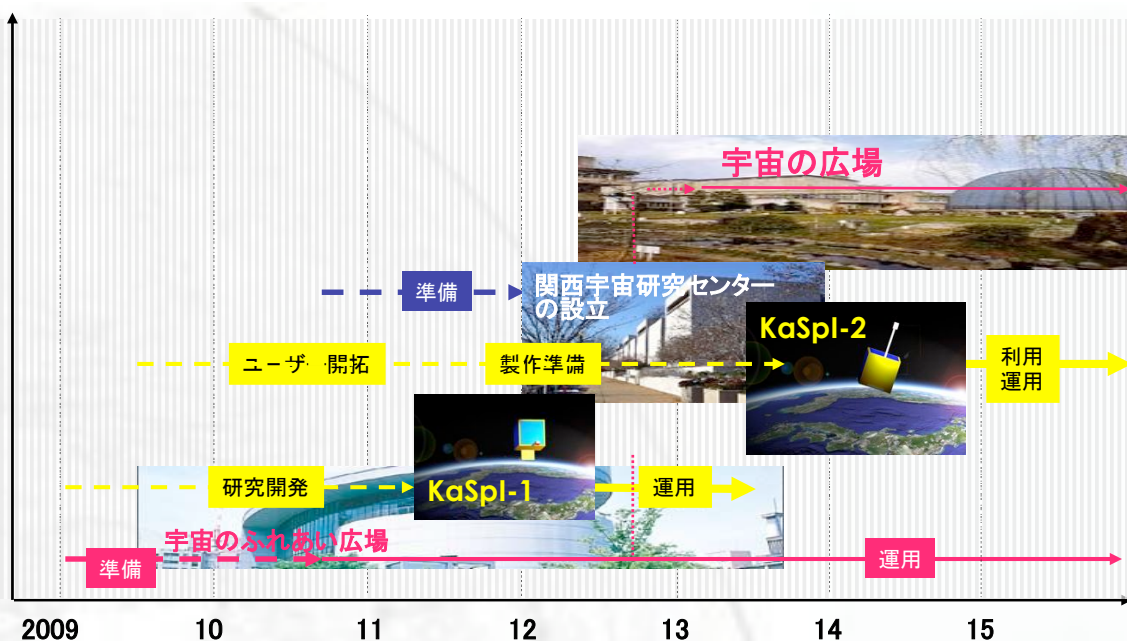 宇宙の広場
準備
関西宇宙研究センター
の設立
KaSpI-2
ユーザー開拓
製作準備
利用
運用
研究開発
KaSpI-1
運用
宇宙のふれあい広場
準備
運用
2009 10 11 12 13 14 15